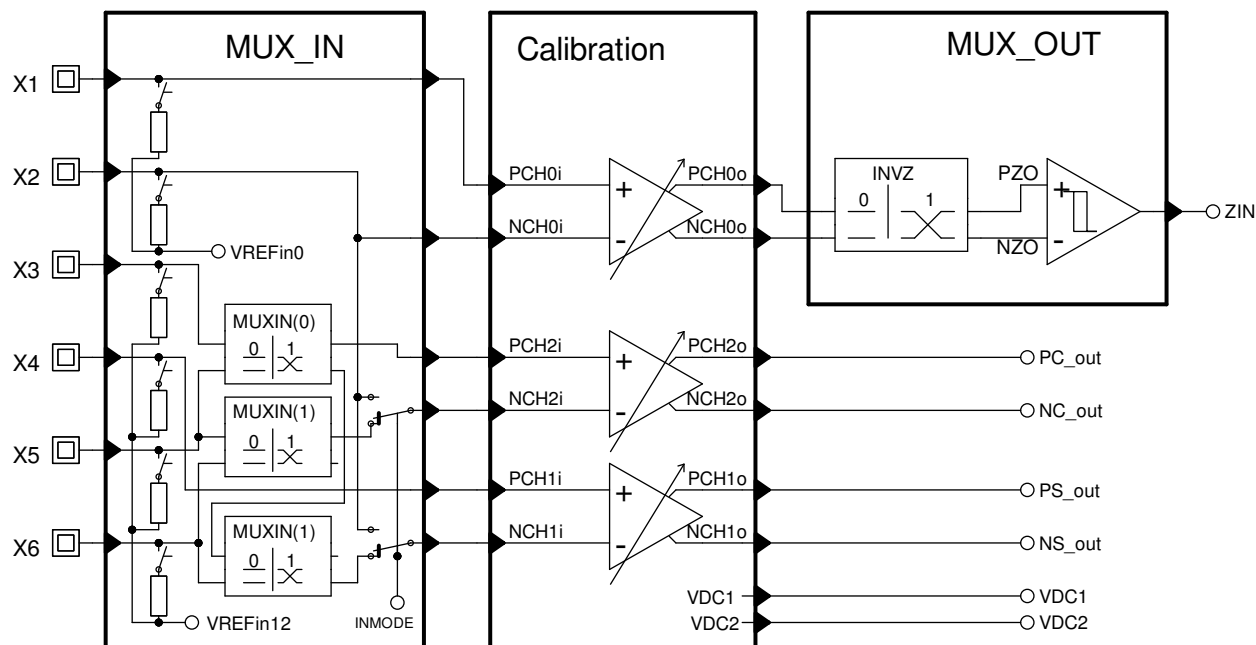 MUX_IN
Calibration
MUX_OUT
X1
X2
PCH0i
+
PCH0o
INVZ
PZO
0
1
+
ZIN
NCH0i
-
NCH0o
NZO
-
VREFin0
X3
MUXIN(0)
0
1
X4
PCH2i
+
PCH2o
PC_out
MUXIN(1)
0
1
NCH2i
-
NCH2o
NC_out
X5
PCH1i
+
PCH1o
PS_out
MUXIN(1)
0
1
X6
NCH1i
-
NCH1o
NS_out
VDC1
VDC1
VREFin12
INMODE
VDC2
VDC2